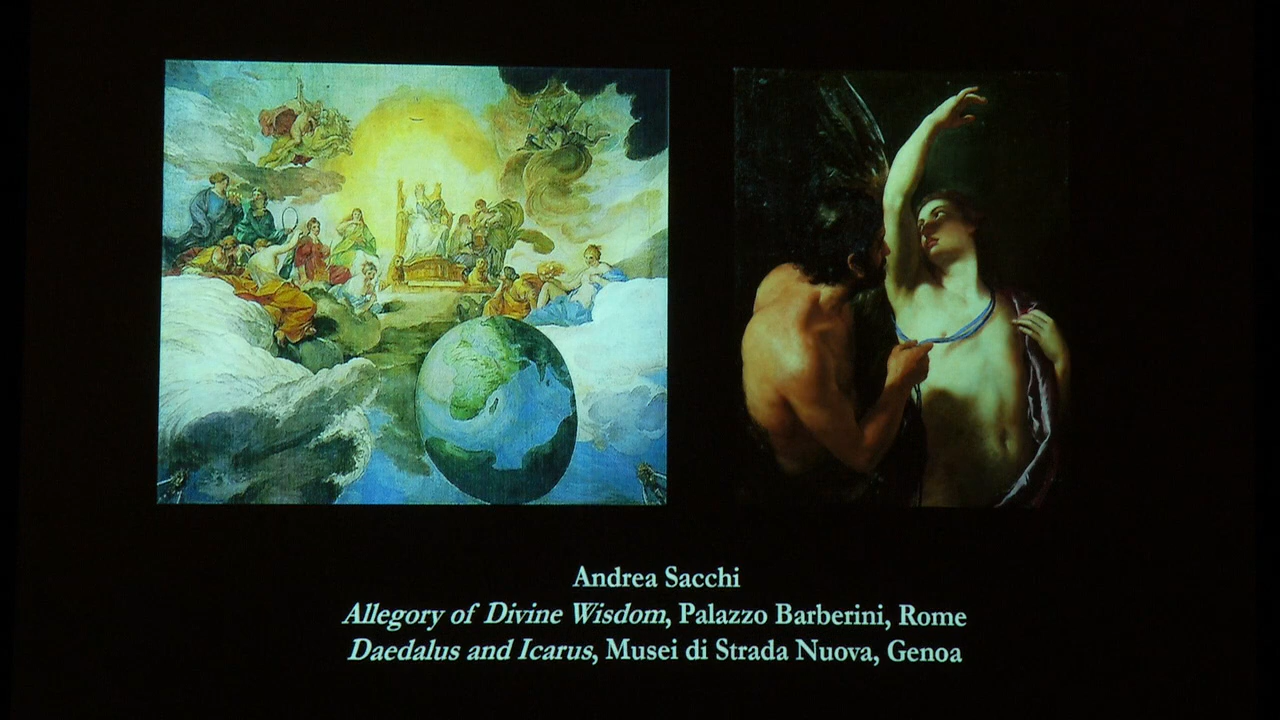 Andrea Sacchi
Allegory of Divine Wisdom, Palazzo Barberini, Rome
Daedalus and Icarus, Musei di Strada Nuova, Genoa